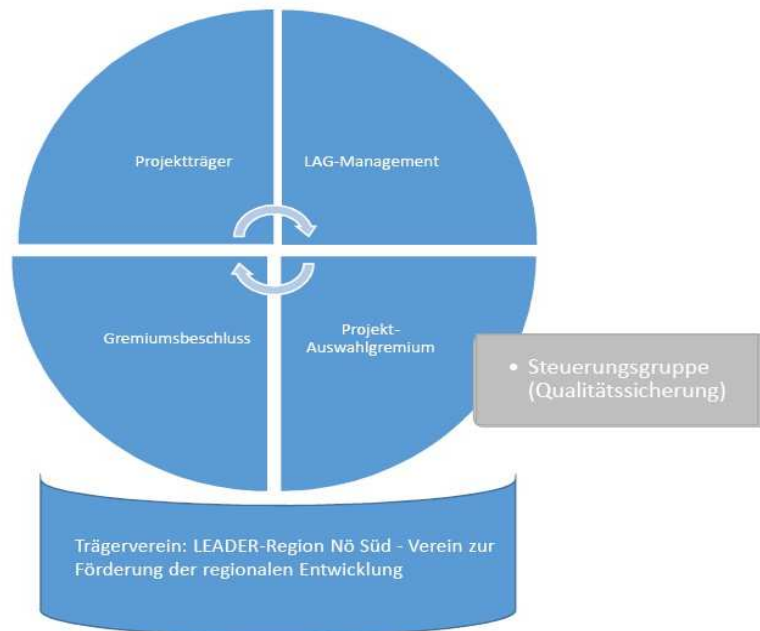 Projektträger
LAG-Management
Gremiumsbeschluss
Projekt-
Auswahlgremium
• Steuerungsgruppe
(Qualitätssicherung)
Trägerverein: LEADER-Region Nö Süd - Verein zur
Förderung der regionalen Entwicklung